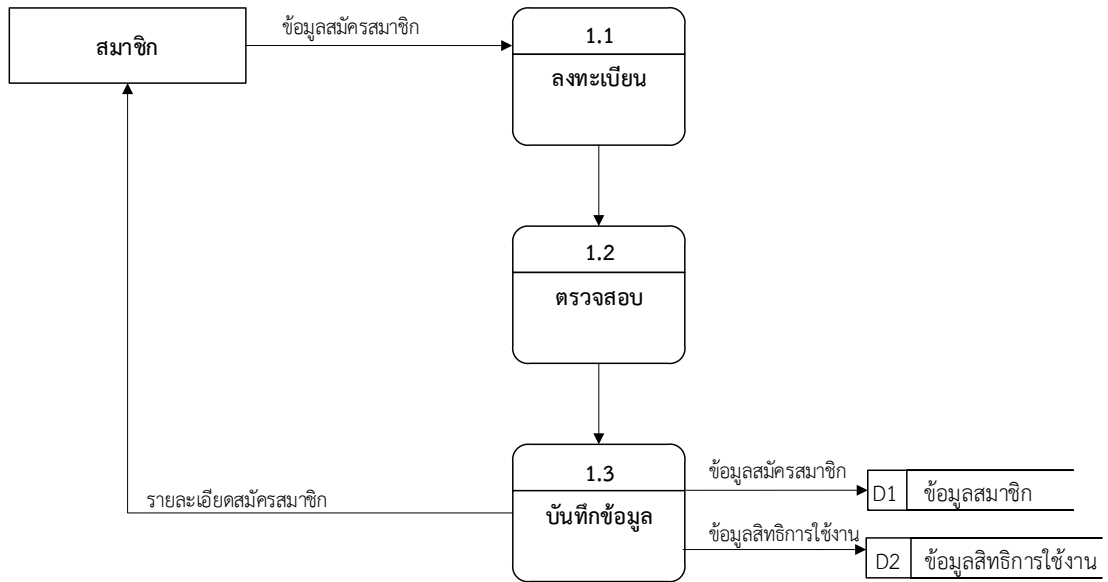 สมาชิก
ข้อมูลสมัครสมาชิก
1.1
ลงทะเบียน
1.2
ตรวจสอบ
1.3
บันทึกข้อมูล
รายละเอียดสมัครสมาชิก
ข้อมูลสมัครสมาชิก
D1 ข้อมูลสมาชิก
ข้อมูลสิทธิการใช้งาน
D2 ข้อมูลสิทธิการใช้งาน